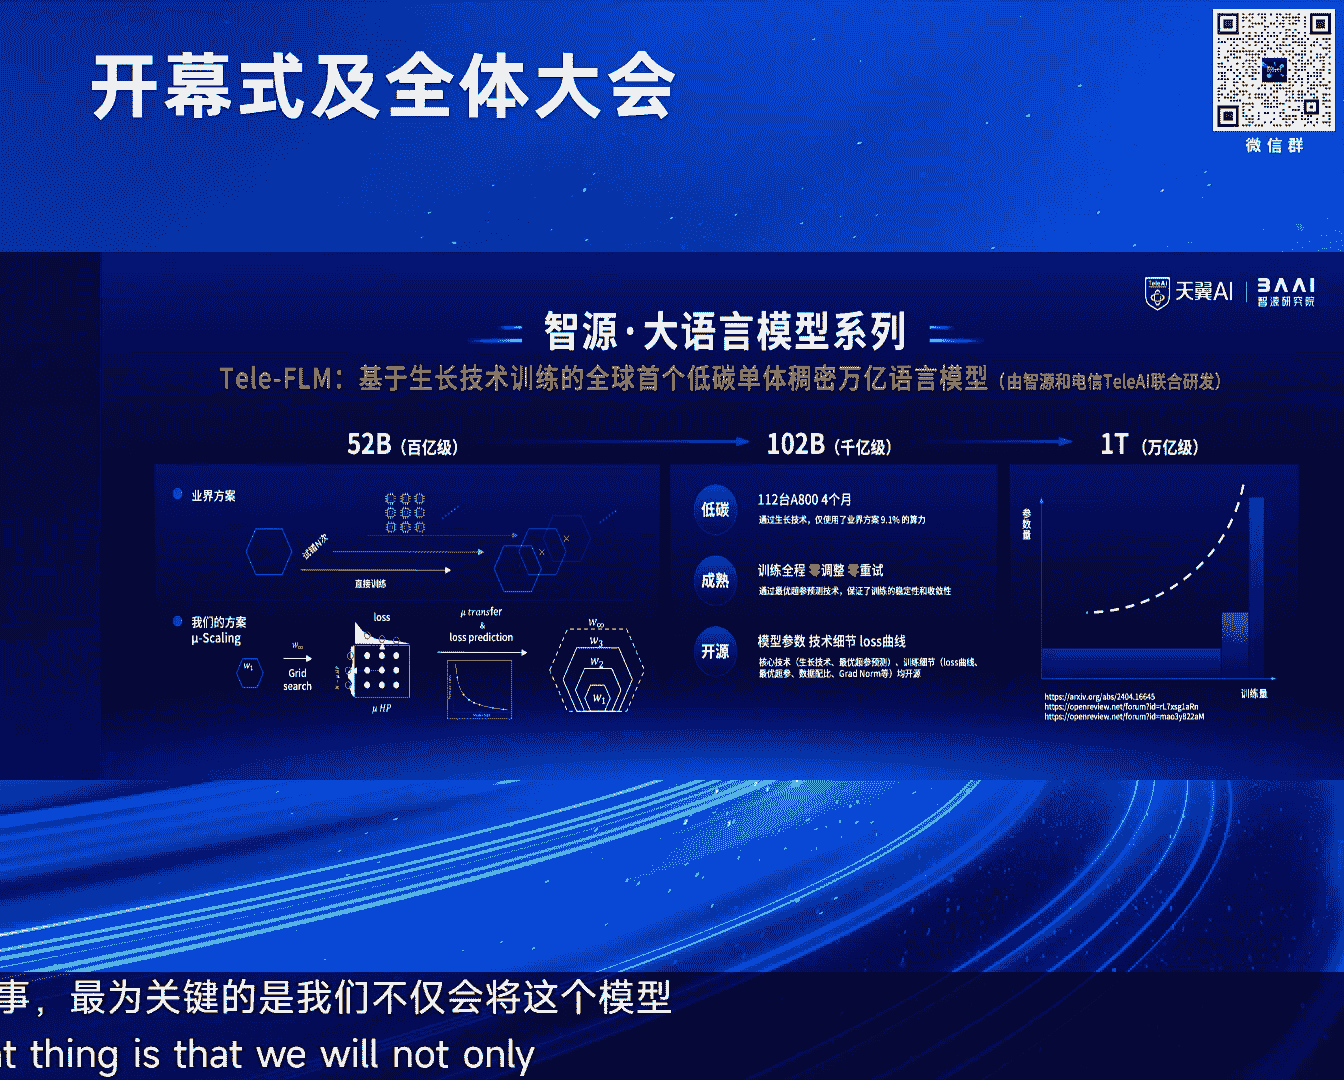 开幕式及全体大会
微信群
TeleAI 天翼AI BAAI 智源研究院
智源·大语言模型系列
Tele-FLM：基于生长技术训练的全球首个低碳单体稠密万亿语言模型（由智源和电信TeleAI联合研发）
52B（百亿级）
102B（千亿级）
1T（万亿级）
业界方案
试错N次
直接训练
我们的方案
μ-Scaling
w1
w∞
Grid
search
loss
μ HP
μ transfer
&
loss prediction
w∞
w3
w2
w1
低碳
112台A800 4个月
通过生长技术，仅使用了业界方案 9.1% 的算力
成熟
训练全程 零调整 零重试
通过最优超参预测技术，保证了训练的稳定性和收敛性
开源
模型参数 技术细节 loss曲线
核心技术（生长技术、最优超参预测）、训练细节（loss曲线、
最优超参、数据配比、Grad Norm等）均开源
参数量
训练量
https://arxiv.org/abs/2404.16645
https://openreview.net/forum?id=rL7xsg1aRn
https://openreview.net/forum?id=mao3y822aM
事，最为关键的是我们不仅会将这个模型
t thing is that we will not only